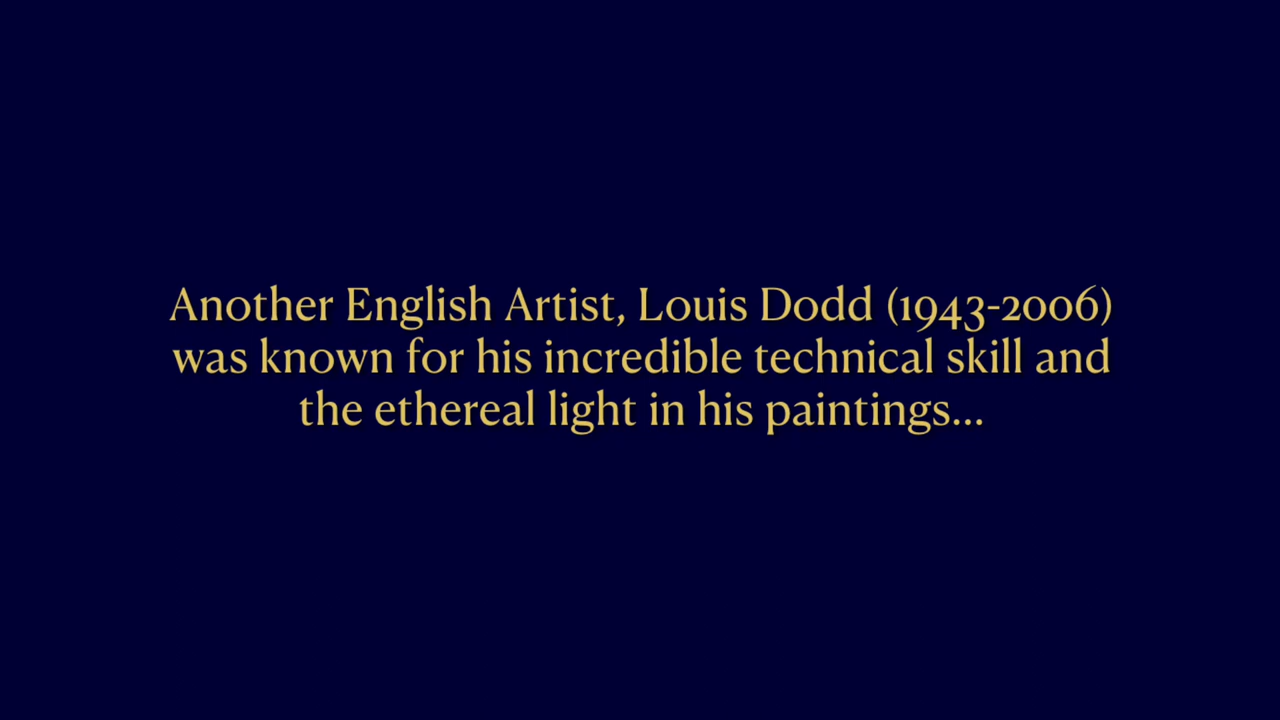 Another English Artist, Louis Dodd (1943-2006)
was known for his incredible technical skill and
the ethereal light in his paintings...